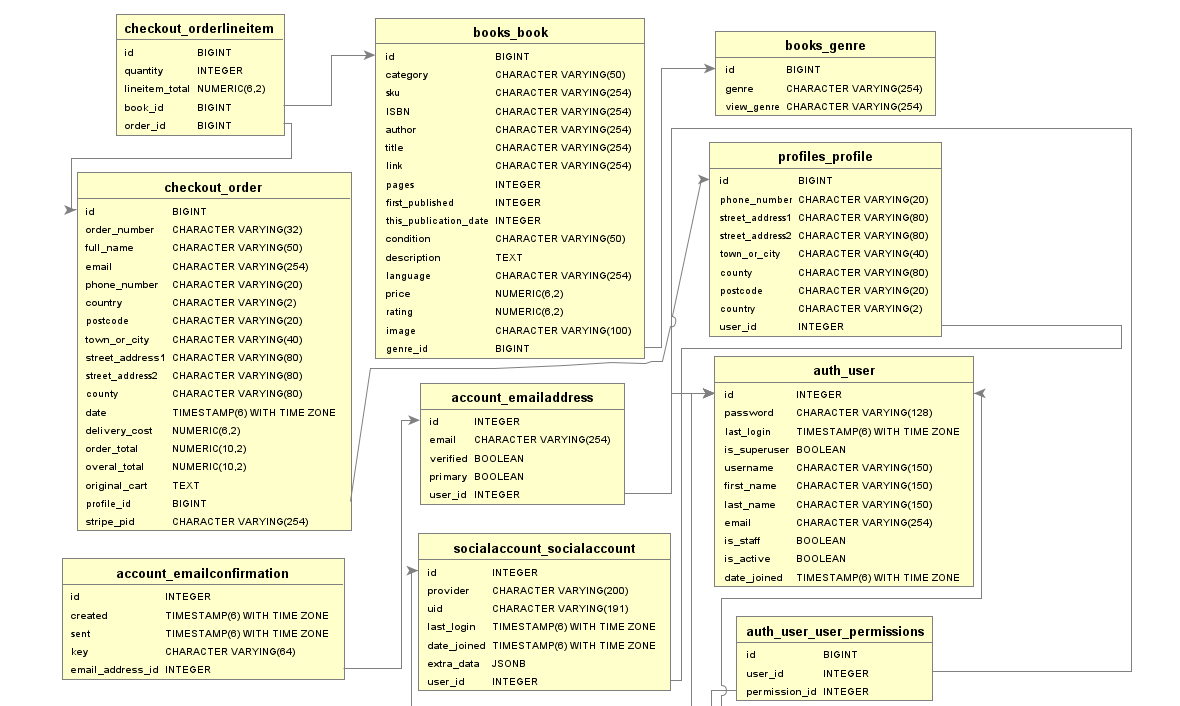 checkout_orderlineitem
id BIGINT
quantity INTEGER
lineitem_total NUMERIC(6,2)
book_id BIGINT
order_id BIGINT
books_book
id BIGINT
category CHARACTER VARYING(50)
sku CHARACTER VARYING(254)
ISBN CHARACTER VARYING(254)
author CHARACTER VARYING(254)
title CHARACTER VARYING(254)
link CHARACTER VARYING(254)
pages INTEGER
first_published INTEGER
this_publication_date INTEGER
condition CHARACTER VARYING(50)
description TEXT
language CHARACTER VARYING(254)
price NUMERIC(6,2)
rating NUMERIC(6,2)
image CHARACTER VARYING(100)
genre_id BIGINT
books_genre
id BIGINT
genre CHARACTER VARYING(254)
view_genre CHARACTER VARYING(254)
profiles_profile
id BIGINT
phone_number CHARACTER VARYING(20)
street_address1 CHARACTER VARYING(80)
street_address2 CHARACTER VARYING(80)
town_or_city CHARACTER VARYING(40)
county CHARACTER VARYING(80)
postcode CHARACTER VARYING(20)
country CHARACTER VARYING(2)
user_id INTEGER
checkout_order
id BIGINT
order_number CHARACTER VARYING(32)
full_name CHARACTER VARYING(50)
email CHARACTER VARYING(254)
phone_number CHARACTER VARYING(20)
country CHARACTER VARYING(2)
postcode CHARACTER VARYING(20)
town_or_city CHARACTER VARYING(40)
street_address1 CHARACTER VARYING(80)
street_address2 CHARACTER VARYING(80)
county CHARACTER VARYING(80)
date TIMESTAMP(6) WITH TIME ZONE
delivery_cost NUMERIC(6,2)
order_total NUMERIC(10,2)
overal_total NUMERIC(10,2)
original_cart TEXT
profile_id BIGINT
stripe_pid CHARACTER VARYING(254)
account_emailaddress
id INTEGER
email CHARACTER VARYING(254)
verified BOOLEAN
primary BOOLEAN
user_id INTEGER
auth_user
id INTEGER
password CHARACTER VARYING(128)
last_login TIMESTAMP(6) WITH TIME ZONE
is_superuser BOOLEAN
username CHARACTER VARYING(150)
first_name CHARACTER VARYING(150)
last_name CHARACTER VARYING(150)
email CHARACTER VARYING(254)
is_staff BOOLEAN
is_active BOOLEAN
date_joined TIMESTAMP(6) WITH TIME ZONE
account_emailconfirmation
id INTEGER
created TIMESTAMP(6) WITH TIME ZONE
sent TIMESTAMP(6) WITH TIME ZONE
key CHARACTER VARYING(64)
email_address_id INTEGER
socialaccount_socialaccount
id INTEGER
provider CHARACTER VARYING(200)
uid CHARACTER VARYING(191)
last_login TIMESTAMP(6) WITH TIME ZONE
date_joined TIMESTAMP(6) WITH TIME ZONE
extra_data JSONB
user_id INTEGER
auth_user_user_permissions
id BIGINT
user_id INTEGER
permission_id INTEGER